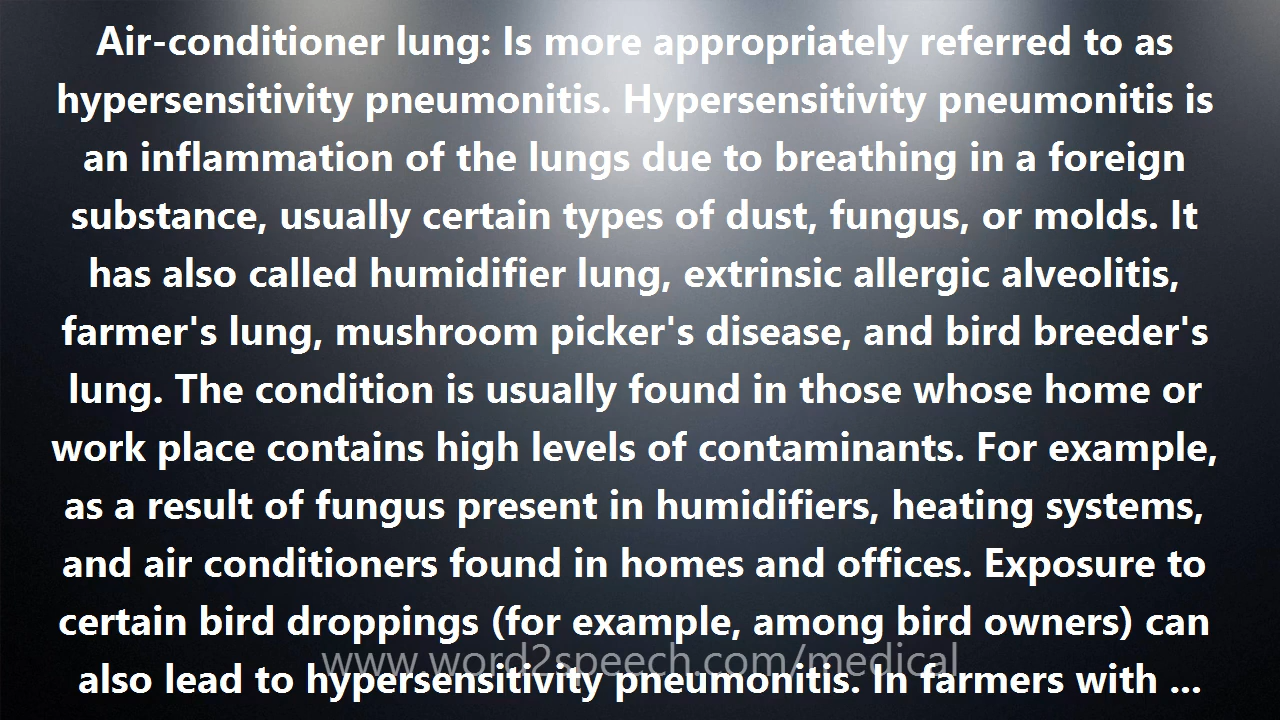 Air-conditioner lung: Is more appropriately referred to as
hypersensitivity pneumonitis. Hypersensitivity pneumonitis is
an inflammation of the lungs due to breathing in a foreign
substance, usually certain types of dust, fungus, or molds. It
has also called humidifier lung, extrinsic allergic alveolitis,
farmer's lung, mushroom picker's disease, and bird breeder's
lung. The condition is usually found in those whose home or
work place contains high levels of contaminants. For example,
as a result of fungus present in humidifiers, heating systems,
and air conditioners found in homes and offices. Exposure to
certain bird droppings (for example, among bird owners) can
www.word2speech.com/medical
also lead to hypersensitivity pneumonitis. In farmers with ...